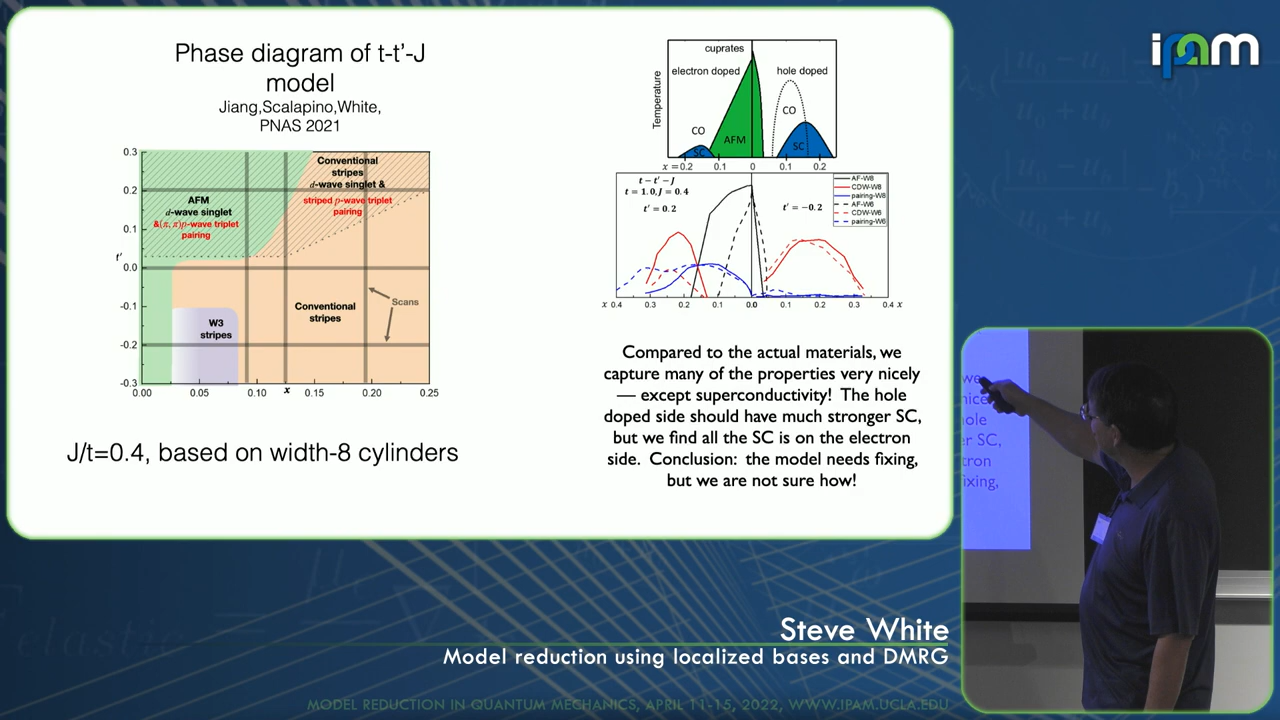 Phase diagram of t-t’-J
model
Jiang,Scalapino,White,
PNAS 2021
0.3
0.2
0.1
0.0
-0.1
-0.2
-0.3
t'
AFM
d-wave singlet
&(π, π)p-wave triplet
pairing
Conventional
stripes
d-wave singlet &
striped p-wave triplet
pairing
Scans
Conventional
stripes
W3
stripes
0.00 0.05 0.10 x 0.15 0.20 0.25
J/t=0.4, based on width-8 cylinders
cuprates
electron doped
hole doped
Temperature
CO
CO
AFM
SC
SC
x = 0.2 0.1 0 0.1 0.2
t − t' − J
t = 1.0, J = 0.4
t' = 0.2
t' = −0.2
AF-W8
CDW-W8
pairing-W8
AF-W6
CDW-W6
pairing-W6
x 0.4 0.3 0.2 0.1 0.0 0.1 0.2 0.3 0.4 x
Compared to the actual materials, we
capture many of the properties very nicely
— except superconductivity! The hole
doped side should have much stronger SC,
but we find all the SC is on the electron
side. Conclusion: the model needs fixing,
but we are not sure how!
ipam
we
nice
ole
er SC,
tron
fixing,
Steve White
Model reduction using localized bases and DMRG
MODEL REDUCTION IN QUANTUM MECHANICS, APRIL 11-15, 2022, WWW.IPAM.UCLA.EDU